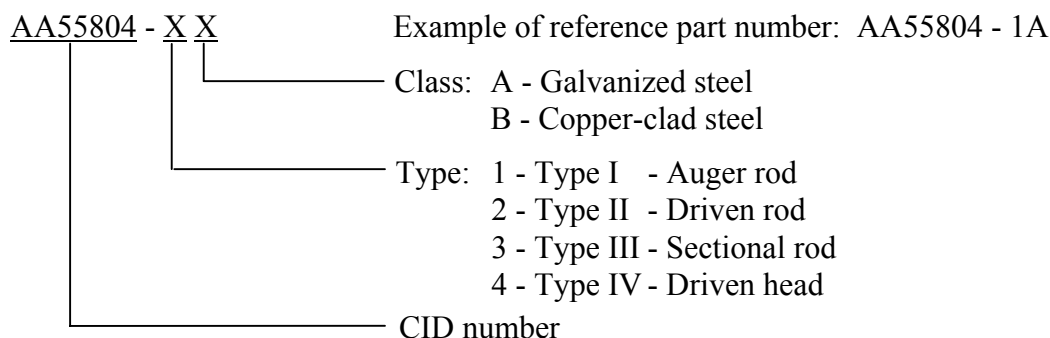 AA55804 - X X Example of reference part number: AA55804 - 1A
Class: A - Galvanized steel
B - Copper-clad steel
Type: 1 - Type I - Auger rod
2 - Type II - Driven rod
3 - Type III - Sectional rod
4 - Type IV - Driven head
CID number